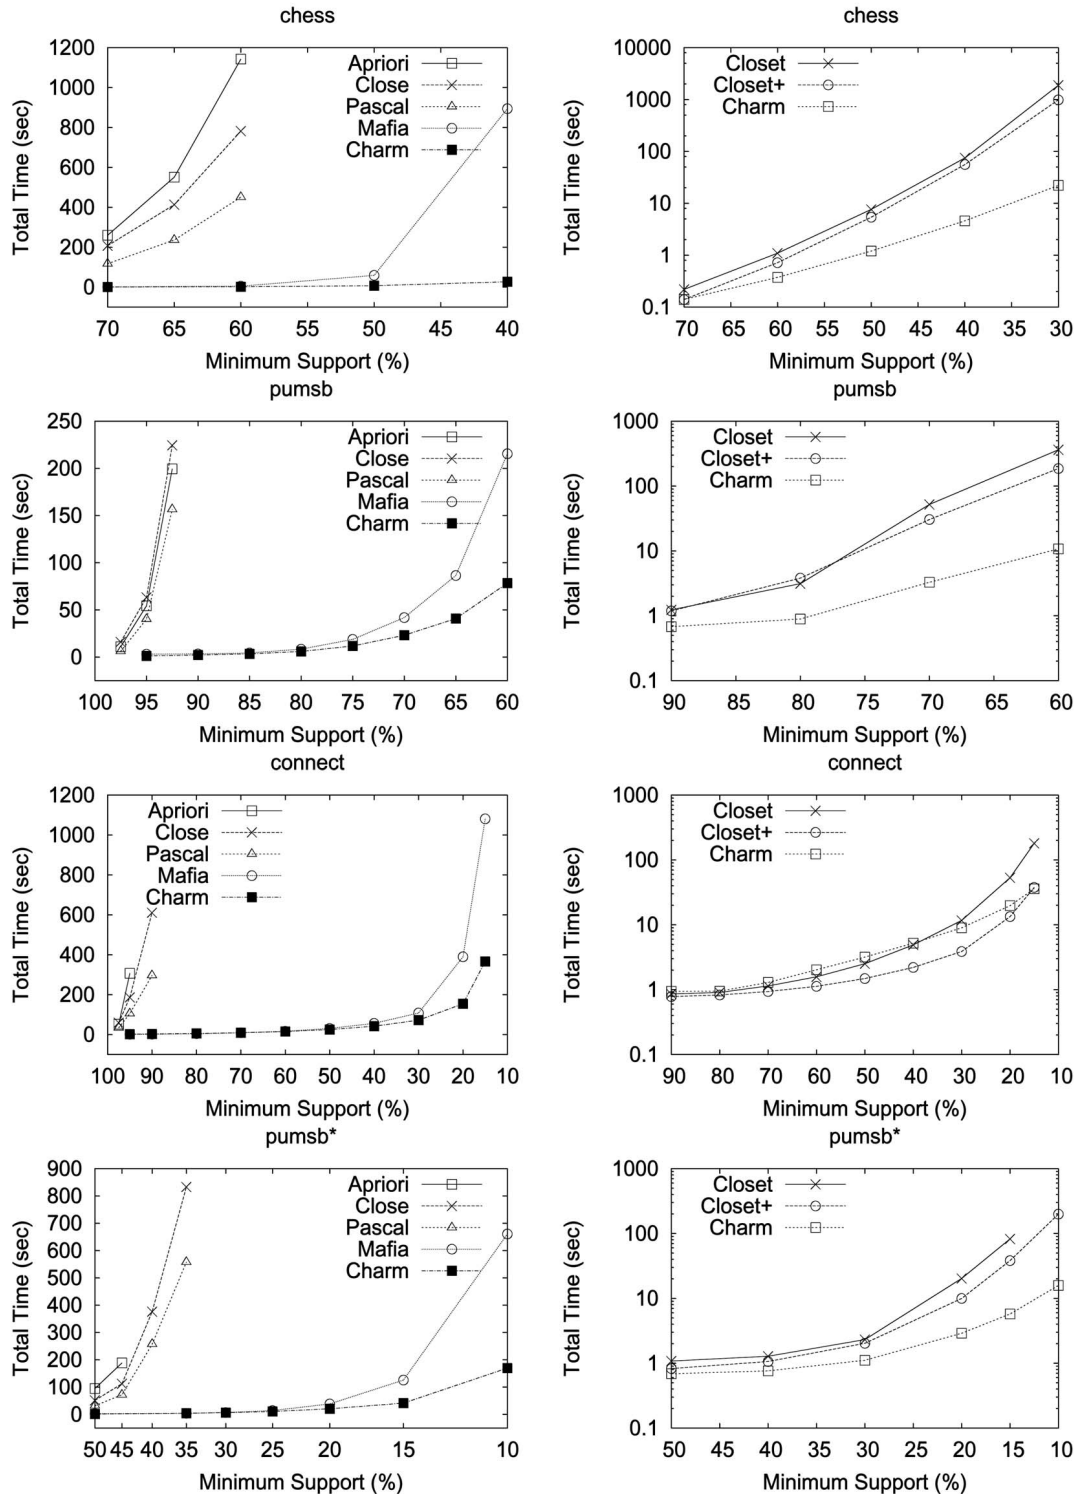 chess
1200
1000
800
600
400
200
0
70 65 60 55 50 45 40
Total Time (sec)
Minimum Support (%)
Apriori
Close
Pascal
Mafia
Charm
chess
10000
1000
100
10
1
0.1
70 65 60 55 50 45 40 35 30
Total Time (sec)
Minimum Support (%)
Closet
Closet+
Charm
pumsb
250
200
150
100
50
0
100 95 90 85 80 75 70 65 60
Total Time (sec)
Minimum Support (%)
Apriori
Close
Pascal
Mafia
Charm
pumsb
1000
100
10
1
0.1
90 85 80 75 70 65 60
Total Time (sec)
Minimum Support (%)
Closet
Closet+
Charm
connect
1200
1000
800
600
400
200
0
100 90 80 70 60 50 40 30 20 10
Total Time (sec)
Minimum Support (%)
Apriori
Close
Pascal
Mafia
Charm
connect
1000
100
10
1
0.1
90 80 70 60 50 40 30 20 10
Total Time (sec)
Minimum Support (%)
Closet
Closet+
Charm
pumsb*
900
800
700
600
500
400
300
200
100
0
50 45 40 35 30 25 20 15 10
Total Time (sec)
Minimum Support (%)
Apriori
Close
Pascal
Mafia
Charm
pumsb*
1000
100
10
1
0.1
50 45 40 35 30 25 20 15 10
Total Time (sec)
Minimum Support (%)
Closet
Closet+
Charm